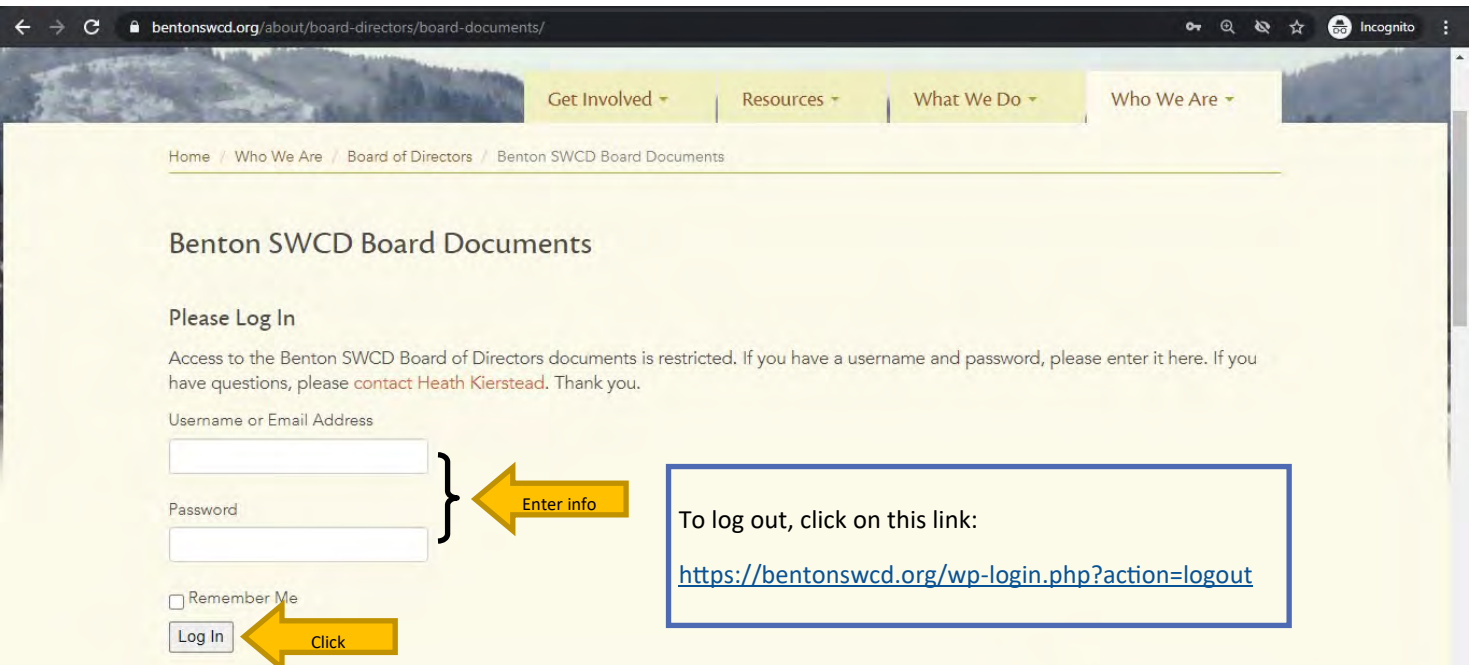 bentonswcd.org/about/board-directors/board-documents/
Incognito
Get Involved
Resources
What We Do
Who We Are
Home / Who We Are / Board of Directors / Benton SWCD Board Documents
Benton SWCD Board Documents
Please Log In
Access to the Benton SWCD Board of Directors documents is restricted. If you have a username and password, please enter it here. If you
have questions, please contact Heath Kierstead. Thank you.
Username or Email Address
Enter info
Password
To log out, click on this link:
https://bentonswcd.org/wp-login.php?action=logout
Remember Me
Log In
Click